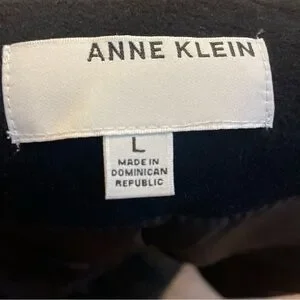 ANNE KLEIN
L
MADE IN
DOMINICAN
REPUBLIC